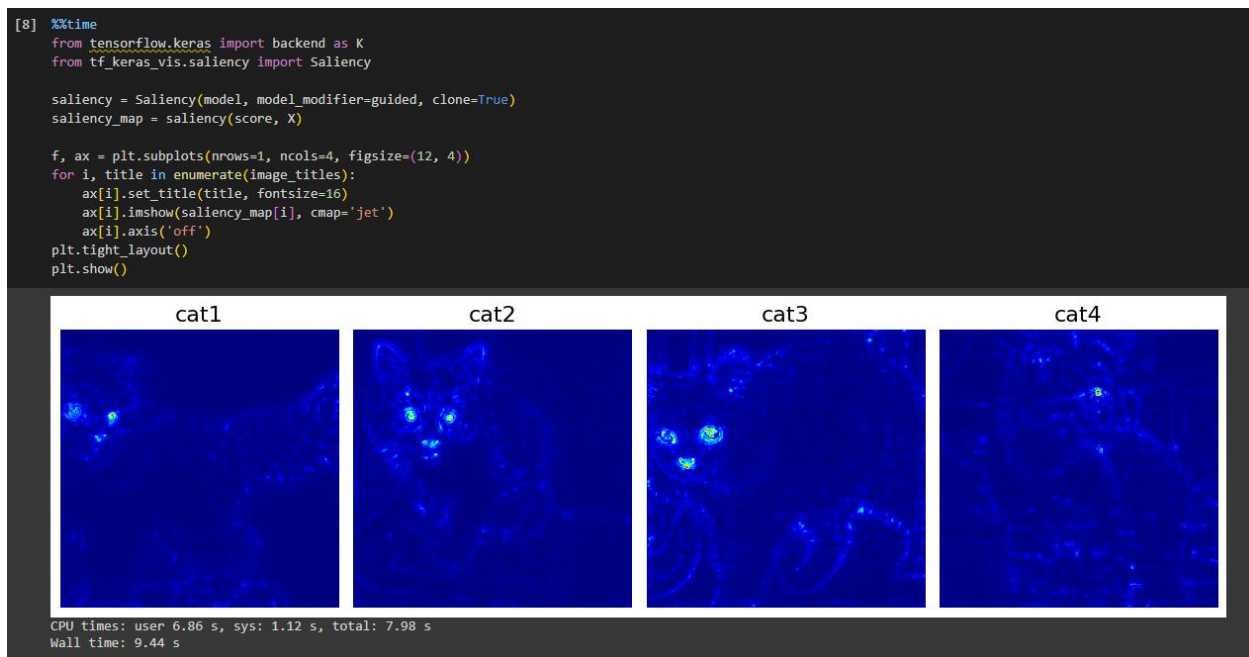 [8] %%time
from tensorflow.keras import backend as K
from tf_keras_vis.saliency import Saliency
saliency = Saliency(model, model_modifier=guided, clone=True)
saliency_map = saliency(score, X)
f, ax = plt.subplots(nrows=1, ncols=4, figsize=(12, 4))
for i, title in enumerate(image_titles):
    ax[i].set_title(title, fontsize=16)
    ax[i].imshow(saliency_map[i], cmap='jet')
    ax[i].axis('off')
plt.tight_layout()
plt.show()
cat1 cat2 cat3 cat4
CPU times: user 6.86 s, sys: 1.12 s, total: 7.98 s
Wall time: 9.44 s